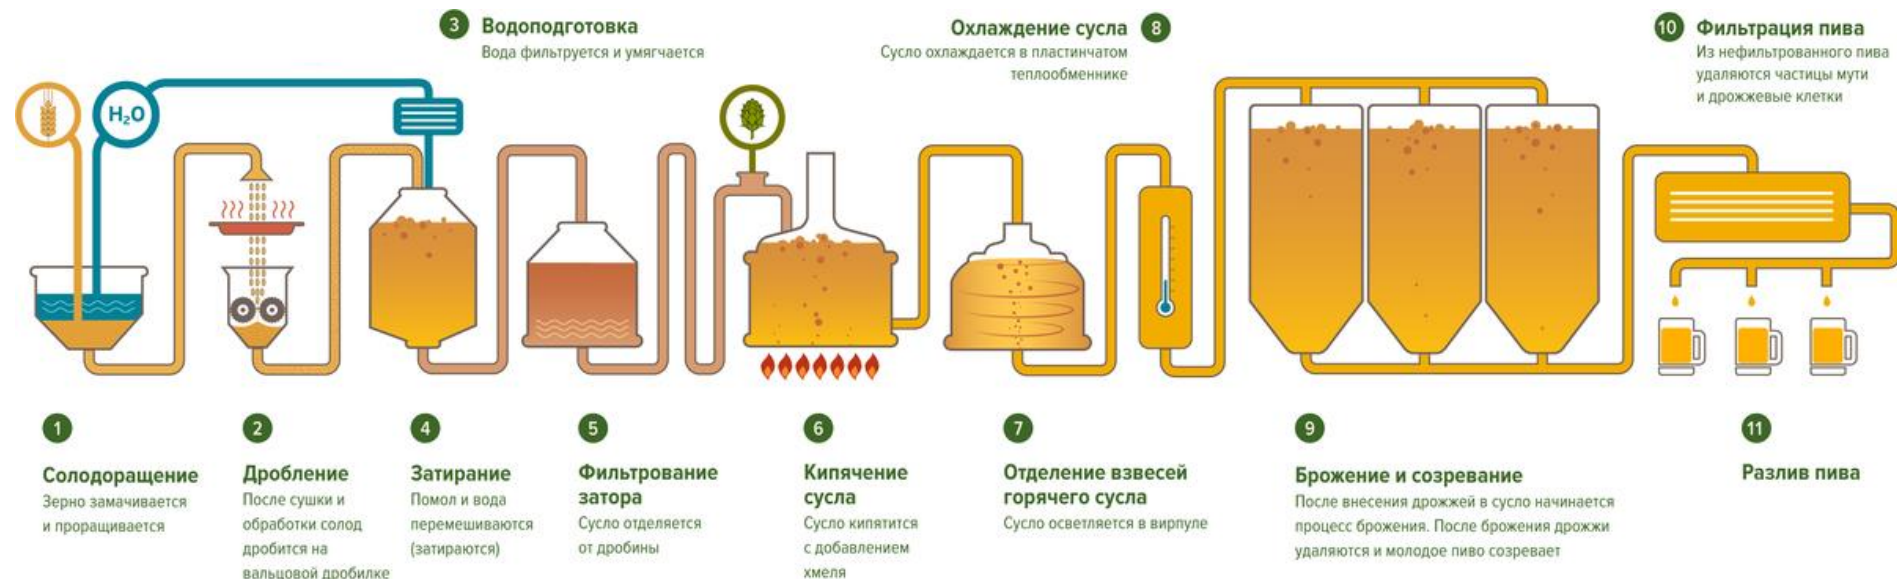 3 Водоподготовка
Вода фильтруется и умягчается
Охлаждение сусла 8
Сусло охлаждается в пластинчатом
теплообменнике
10 Фильтрация пива
Из нефильтрованного пива
удаляются частицы мути
и дрожжевые клетки
H₂O
1
Солодоращение
Зерно замачивается
и проращивается
2
Дробление
После сушки и
обработки солод
дробится на
вальцовой дробилке
4
Затирание
Помол и вода
перемешиваются
(затираются)
5
Фильтрование
затора
Сусло отделяется
от дробины
6
Кипячение
сусла
Сусло кипятится
с добавлением
хмеля
7
Отделение взвесей
горячего сусла
Сусло осветляется в вирпуле
9
Брожение и созревание
После внесения дрожжей в сусло начинается
процесс брожения. После брожения дрожжи
удаляются и молодое пиво созревает
11
Разлив пива